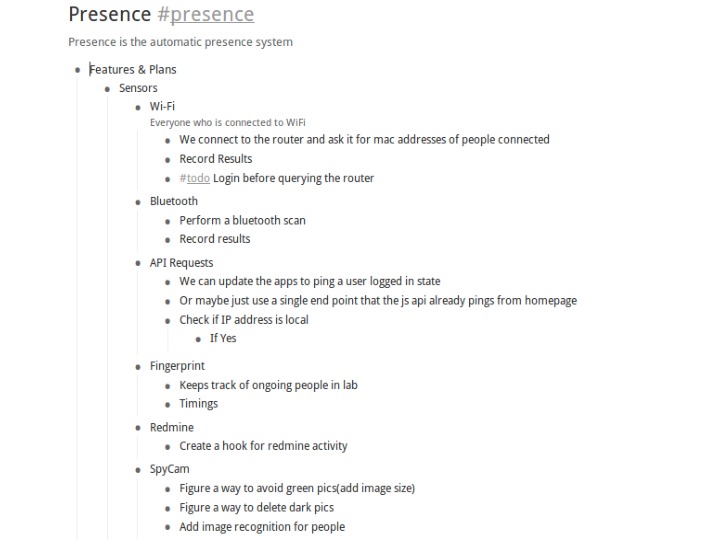 Presence #presence
Presence is the automatic presence system
Features & Plans
Sensors
Wi-Fi
Everyone who is connected to WiFi
We connect to the router and ask it for mac addresses of people connected
Record Results
#todo Login before querying the router
Bluetooth
Perform a bluetooth scan
Record results
API Requests
We can update the apps to ping a user logged in state
Or maybe just use a single end point that the js api already pings from homepage
Check if IP address is local
If Yes
Fingerprint
Keeps track of ongoing people in lab
Timings
Redmine
Create a hook for redmine activity
SpyCam
Figure a way to avoid green pics(add image size)
Figure a way to delete dark pics
Add image recognition for people